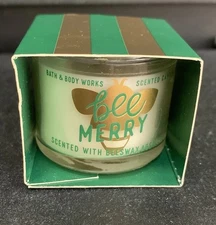 BATH & BODY WORKS SCENTED
bee
MERRY
SCENTED WITH BEESWAX